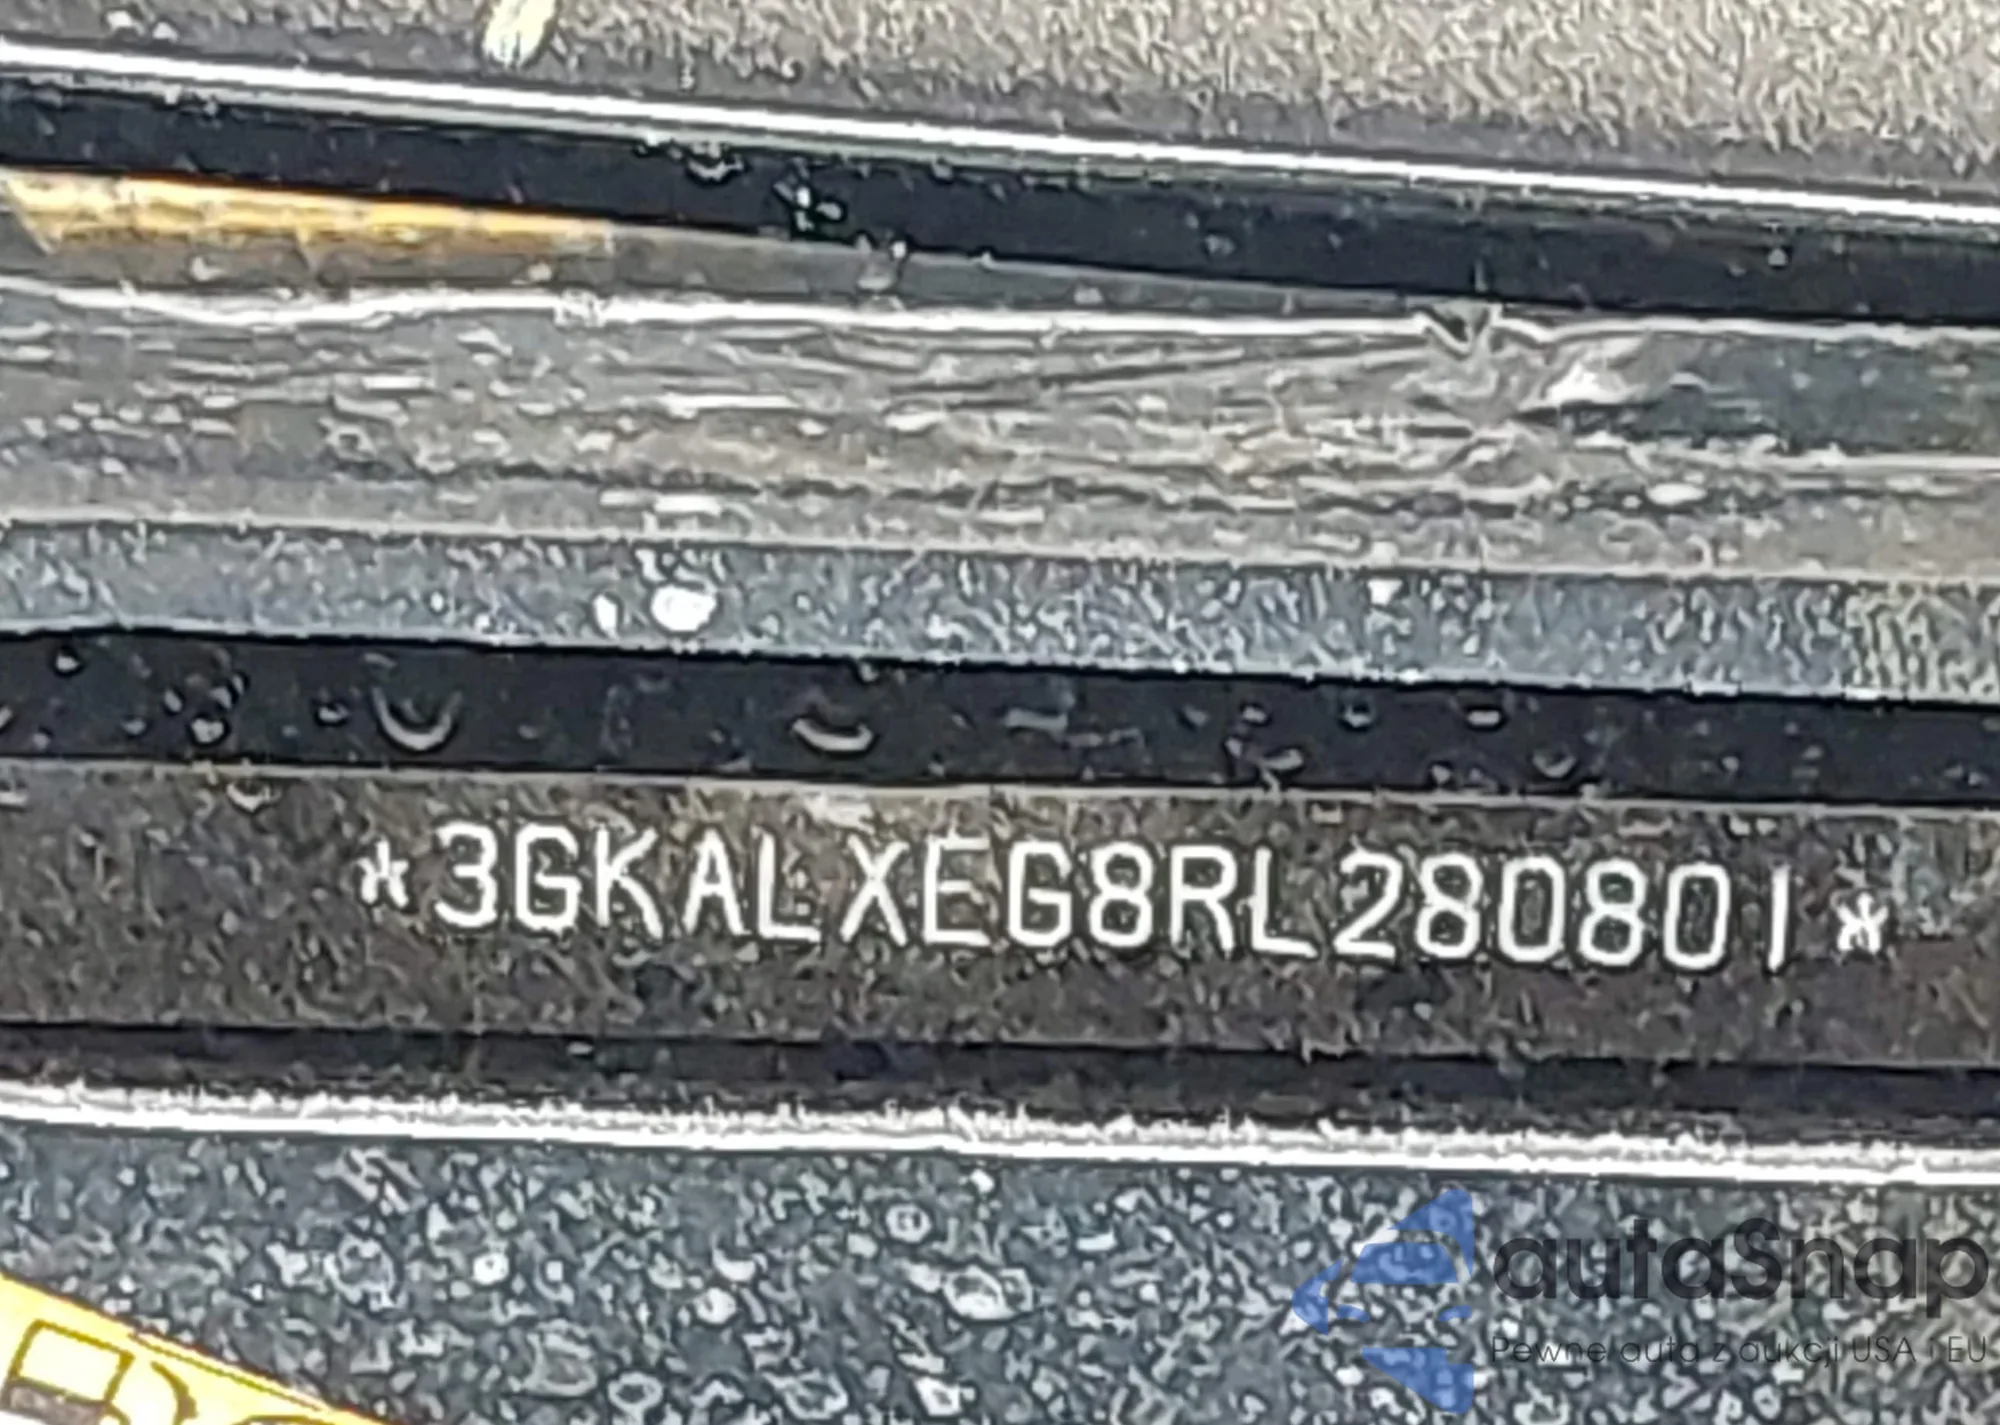 *3GKALXEG8RL280801*
autaSnap
Pewne auta z aukcji USA i EU